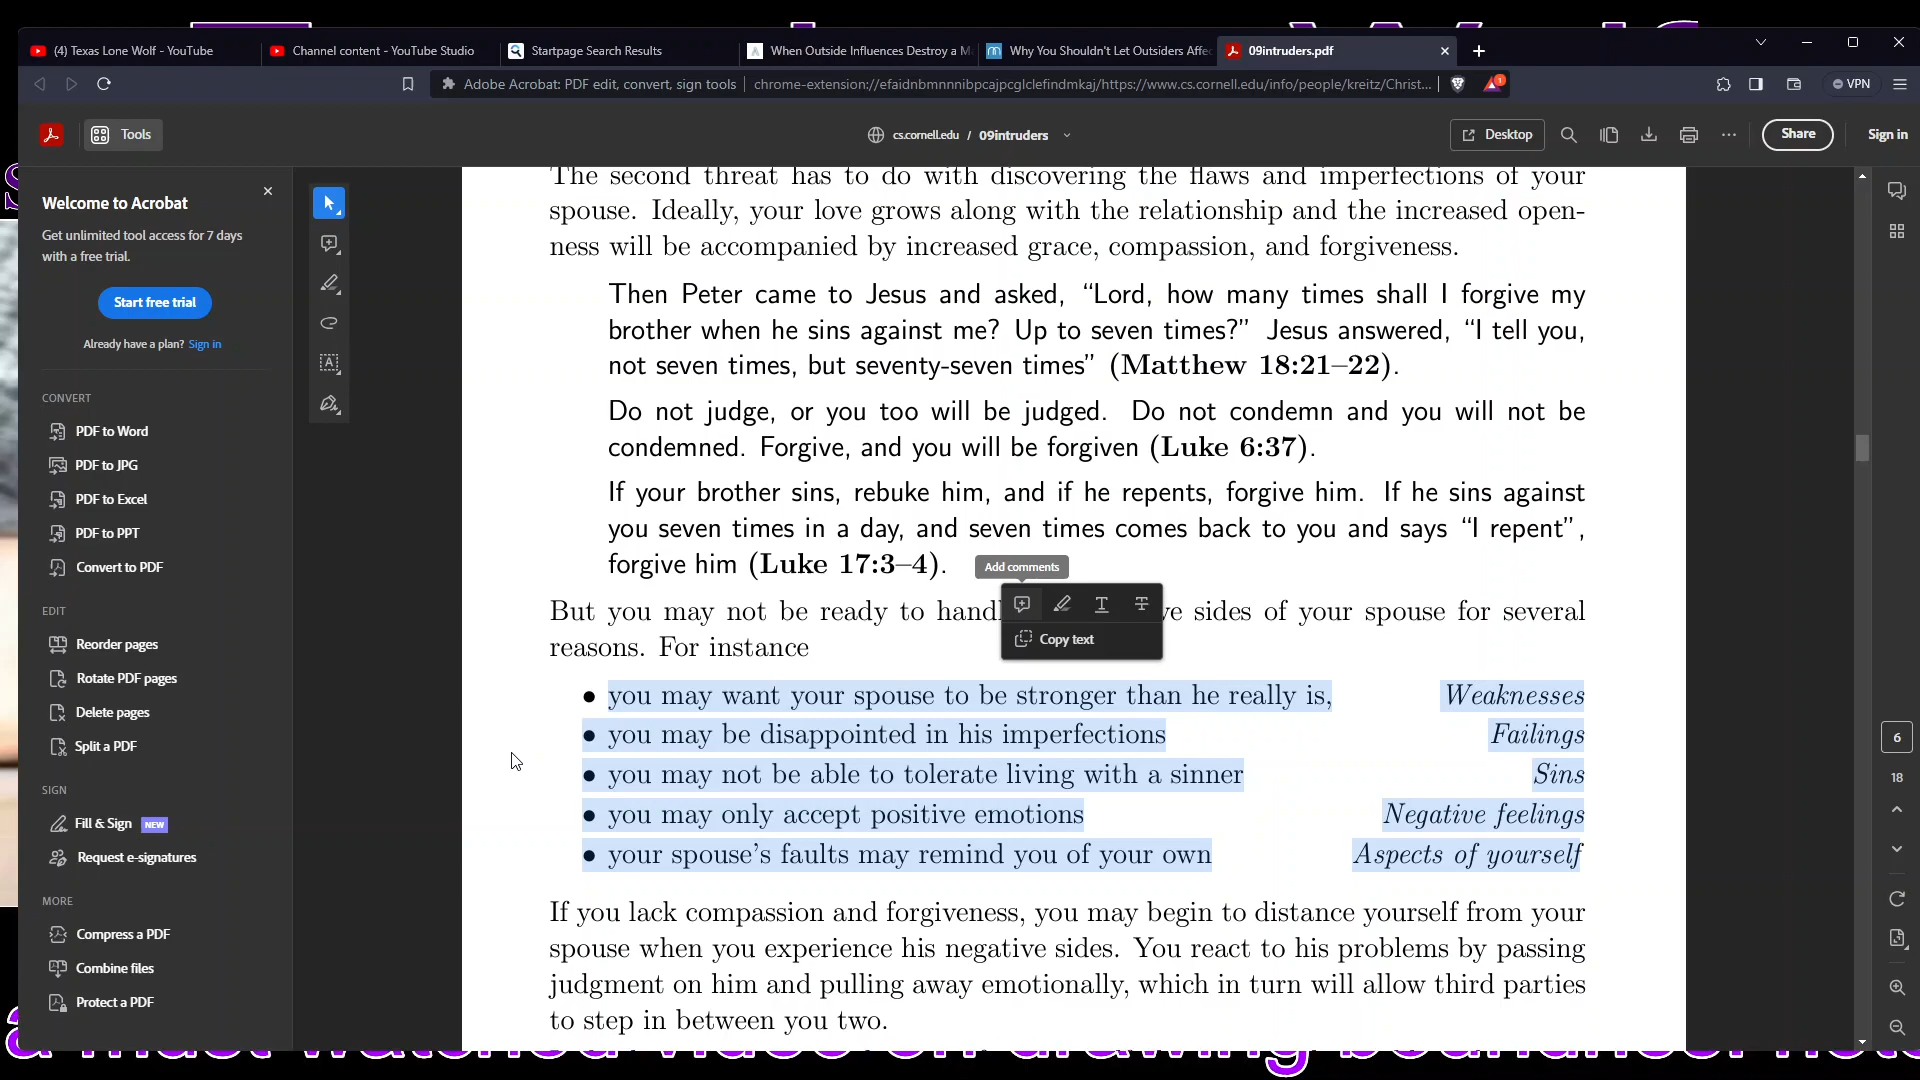 (4) Texas Lone Wolf - YouTube
Channel content - YouTube Studio
Startpage Search Results
When Outside Influences Destroy a M
Why You Shouldn't Let Outsiders Affec
09intruders.pdf
Adobe Acrobat: PDF edit, convert, sign tools
chrome-extension://efaidnbmnnnibpcajpcglclefindmkaj/https://www.cs.cornell.edu/info/people/kreitz/Christ...
1
VPN
Tools
cs.cornell.edu / 09intruders
Desktop
Share
Sign in
Welcome to Acrobat
Get unlimited tool access for 7 days
with a free trial.
Start free trial
Already have a plan? Sign in
CONVERT
PDF to Word
PDF to JPG
PDF to Excel
PDF to PPT
Convert to PDF
EDIT
Reorder pages
Rotate PDF pages
Delete pages
Split a PDF
SIGN
Fill & Sign NEW
Request e-signatures
MORE
Compress a PDF
Combine files
Protect a PDF
The second threat has to do with discovering the flaws and imperfections of your
spouse. Ideally, your love grows along with the relationship and the increased open-
ness will be accompanied by increased grace, compassion, and forgiveness.
Then Peter came to Jesus and asked, “Lord, how many times shall I forgive my
brother when he sins against me? Up to seven times?” Jesus answered, “I tell you,
not seven times, but seventy-seven times” (Matthew 18:21–22).
Do not judge, or you too will be judged. Do not condemn and you will not be
condemned. Forgive, and you will be forgiven (Luke 6:37).
If your brother sins, rebuke him, and if he repents, forgive him. If he sins against
you seven times in a day, and seven times comes back to you and says “I repent”,
forgive him (Luke 17:3–4).
Add comments
Copy text
But you may not be ready to handl ve sides of your spouse for several
reasons. For instance
• you may want your spouse to be stronger than he really is, Weaknesses
• you may be disappointed in his imperfections Failings
• you may not be able to tolerate living with a sinner Sins
• you may only accept positive emotions Negative feelings
• your spouse’s faults may remind you of your own Aspects of yourself
If you lack compassion and forgiveness, you may begin to distance yourself from your
spouse when you experience his negative sides. You react to his problems by passing
judgment on him and pulling away emotionally, which in turn will allow third parties
to step in between you two.
6
18